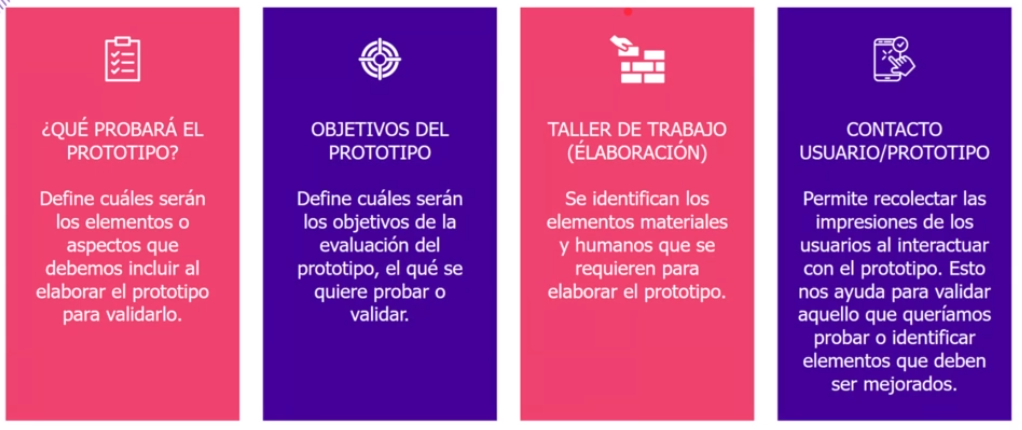 ¿QUÉ PROBARÁ EL
PROTOTIPO?
Define cuáles serán
los elementos o
aspectos que
debemos incluir al
elaborar el prototipo
para validarlo.
OBJETIVOS DEL
PROTOTIPO
Define cuáles serán
los objetivos de la
evaluación del
prototipo, el qué se
quiere probar o
validar.
TALLER DE TRABAJO
(ÉLABORACIÓN)
Se identifican los
elementos materiales
y humanos que se
requieren para
elaborar el prototipo.
CONTACTO
USUARIO/PROTOTIPO
Permite recolectar las
impresiones de los
usuarios al interactuar
con el prototipo. Esto
nos ayuda para validar
aquello que queríamos
probar o identificar
elementos que deben
ser mejorados.